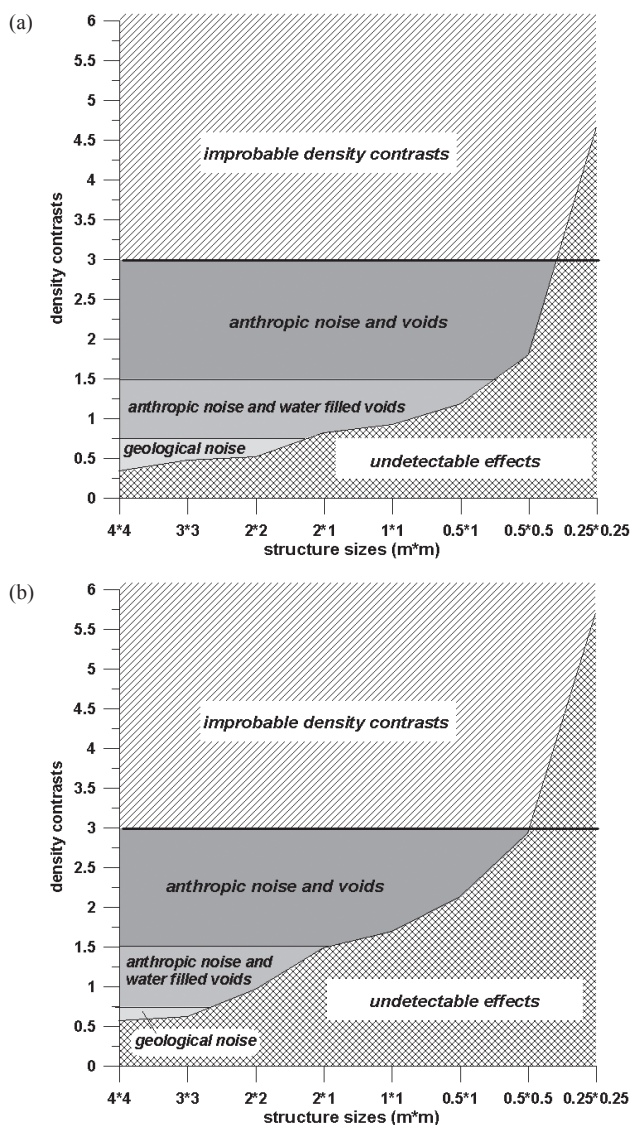 (a)
6
5.5
5
4.5
4
3.5
3
2.5
2
1.5
1
0.5
0
density contrasts
improbable density contrasts
anthropic noise and voids
anthropic noise and water filled voids
geological noise
undetectable effects
4*4 3*3 2*2 2*1 1*1 0.5*1 0.5*0.5 0.25*0.25
structure sizes (m*m)
(b)
6
5.5
5
4.5
4
3.5
3
2.5
2
1.5
1
0.5
0
density contrasts
improbable density contrasts
anthropic noise and voids
anthropic noise and
water filled voids
undetectable effects
geological noise
4*4 3*3 2*2 2*1 1*1 0.5*1 0.5*0.5 0.25*0.25
structure sizes (m*m)